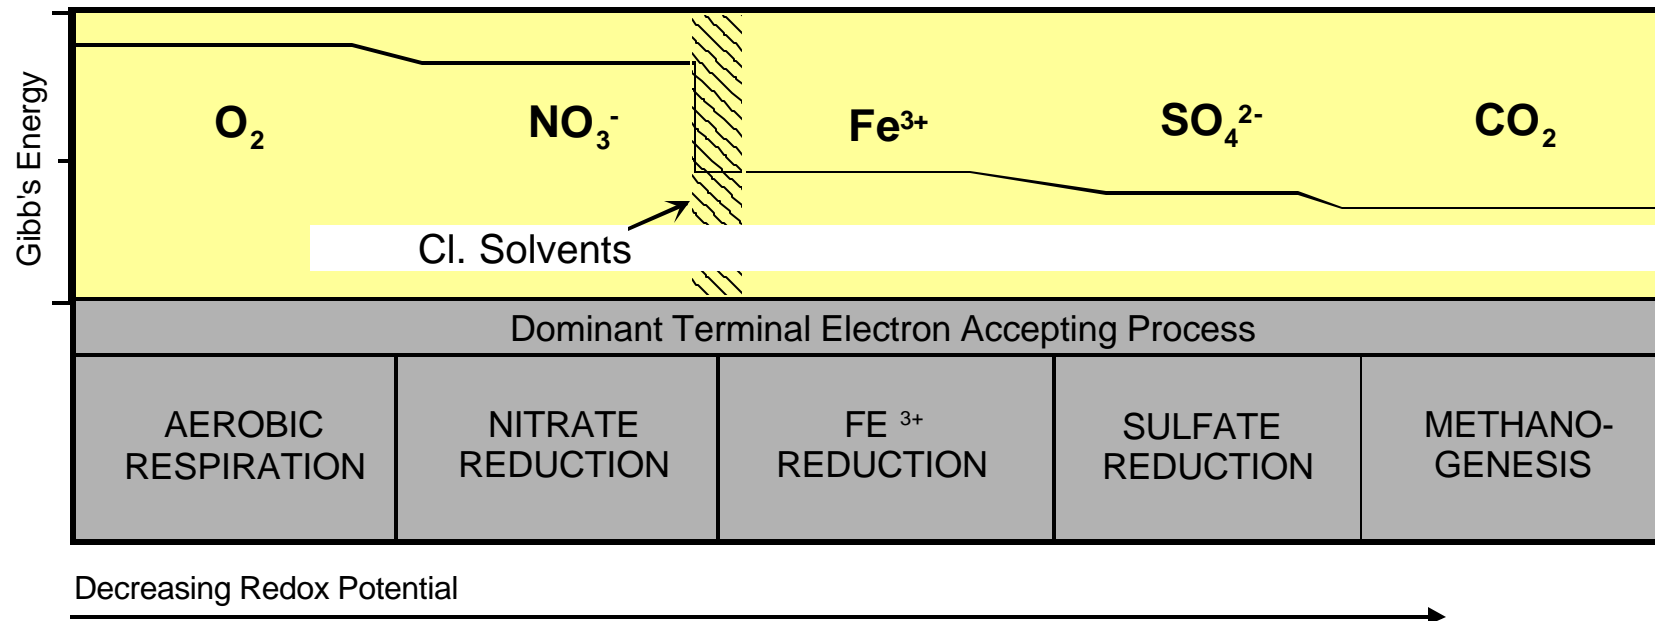 Gibb's Energy
O₂ NO₃⁻ Fe³⁺ SO₄²⁻ CO₂
Cl. Solvents
Dominant Terminal Electron Accepting Process
AEROBIC
RESPIRATION
NITRATE
REDUCTION
FE ³⁺
REDUCTION
SULFATE
REDUCTION
METHANO-
GENESIS
Decreasing Redox Potential